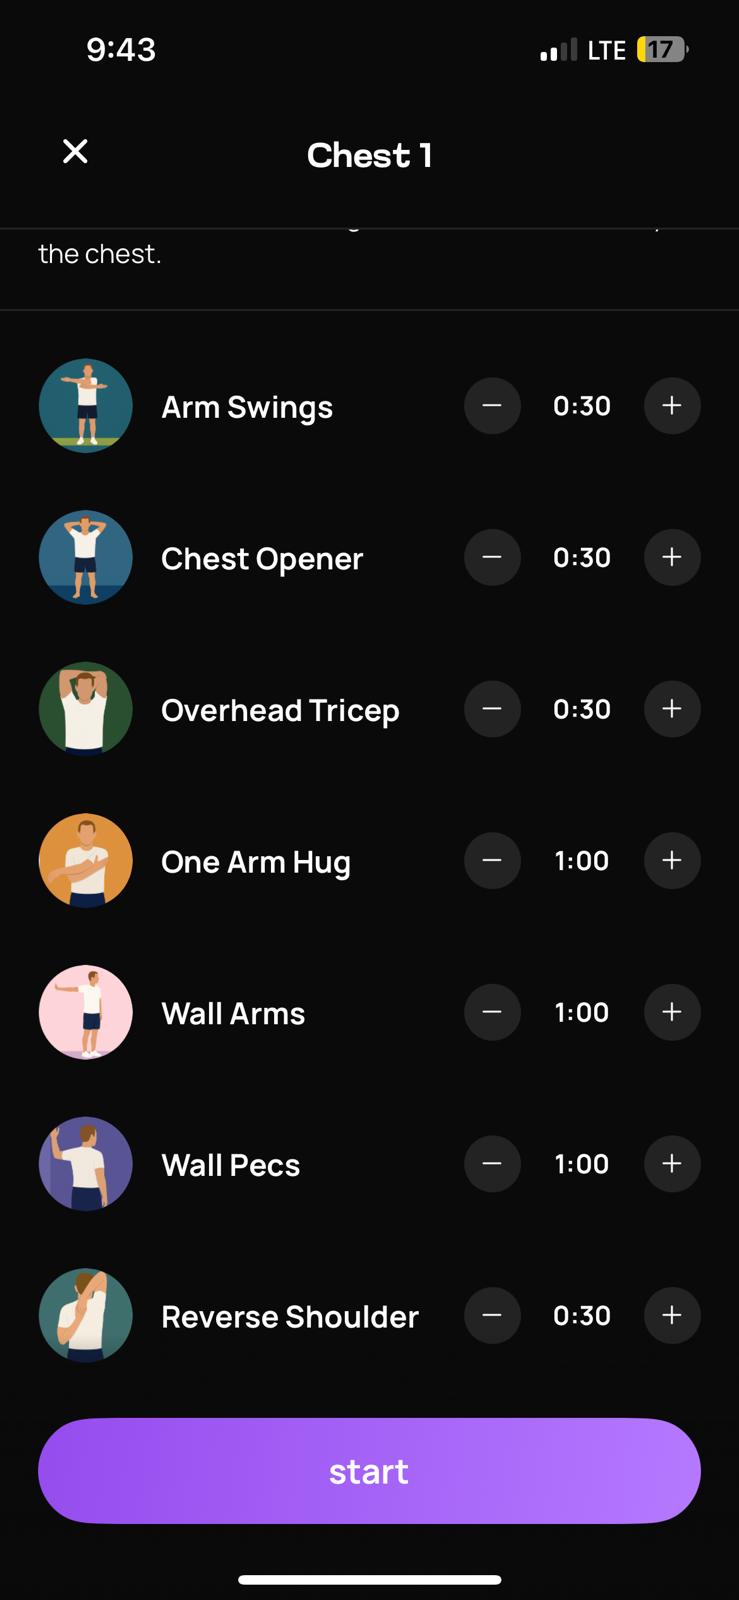 9:43
LTE 17
Chest 1
the chest.
Arm Swings
0:30
Chest Opener
0:30
Overhead Tricep
0:30
One Arm Hug
1:00
Wall Arms
1:00
Wall Pecs
1:00
Reverse Shoulder
0:30
start